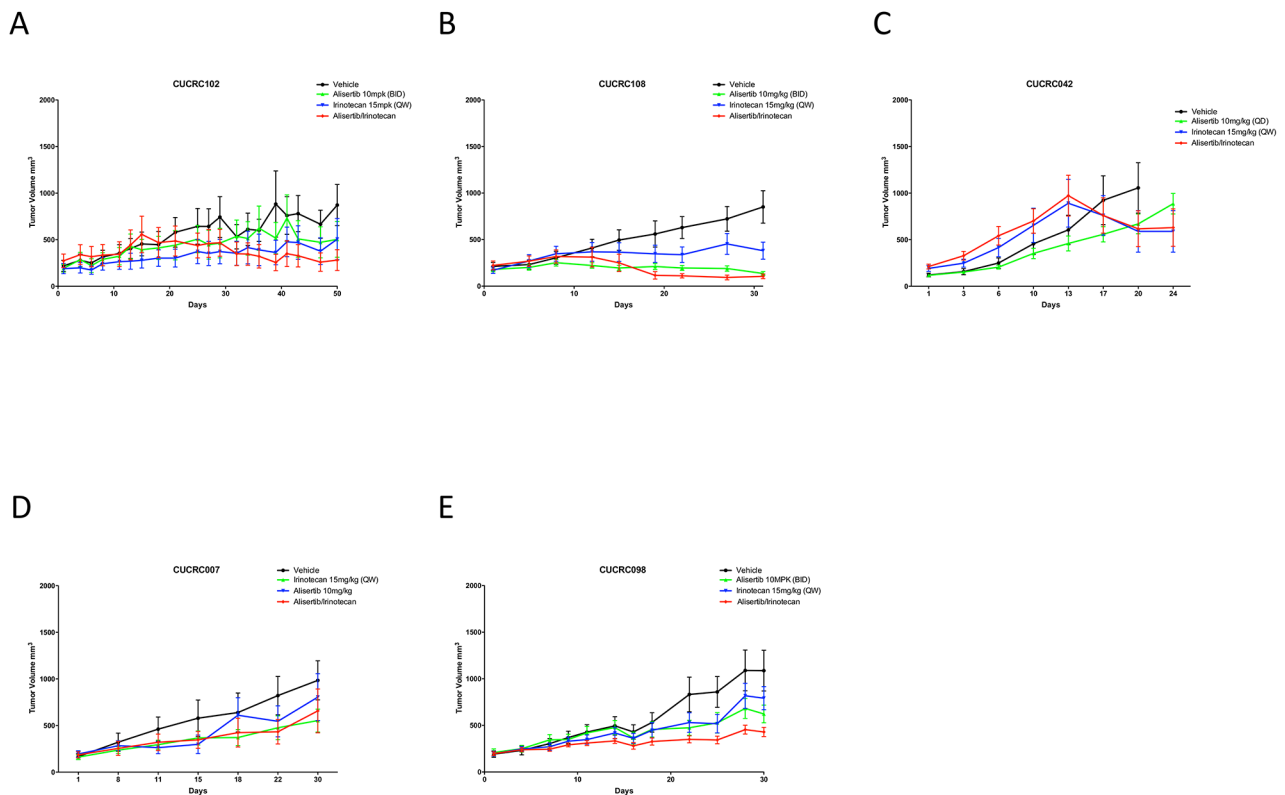 A
CUCRC102
Vehicle
Alisertib 10mpk (BID)
Irinotecan 15mpk (QW)
Alisertib/Irinotecan
Tumor Volume mm3
2000
1500
1000
500
0
0 10 20 30 40 50
Days
B
CUCRC108
Vehicle
Alisertib 10mg/kg (BID)
Irinotecan 15mg/kg (QW)
Alisertib/Irinotecan
Tumor Volume mm3
2000
1500
1000
500
0
0 10 20 30
Days
C
CUCRC042
Vehicle
Alisertib 10mg/kg (QD)
Irinotecan 15mg/kg (QW)
Alisertib/Irinotecan
Tumor Volume mm3
2000
1500
1000
500
0
1 3 6 10 13 17 20 24
Days
D
CUCRC007
Vehicle
Irinotecan 15mg/kg (QW)
Alisertib 10mg/kg
Alisertib/Irinotecan
Tumor Volume mm3
2000
1500
1000
500
0
1 8 11 15 18 22 30
Days
E
CUCRC098
Vehicle
Alisertib 10MPK (BID)
Irinotecan 15mg/kg (QW)
Alisertib/Irinotecan
Tumor Volume mm3
2000
1500
1000
500
0
0 10 20 30
Days